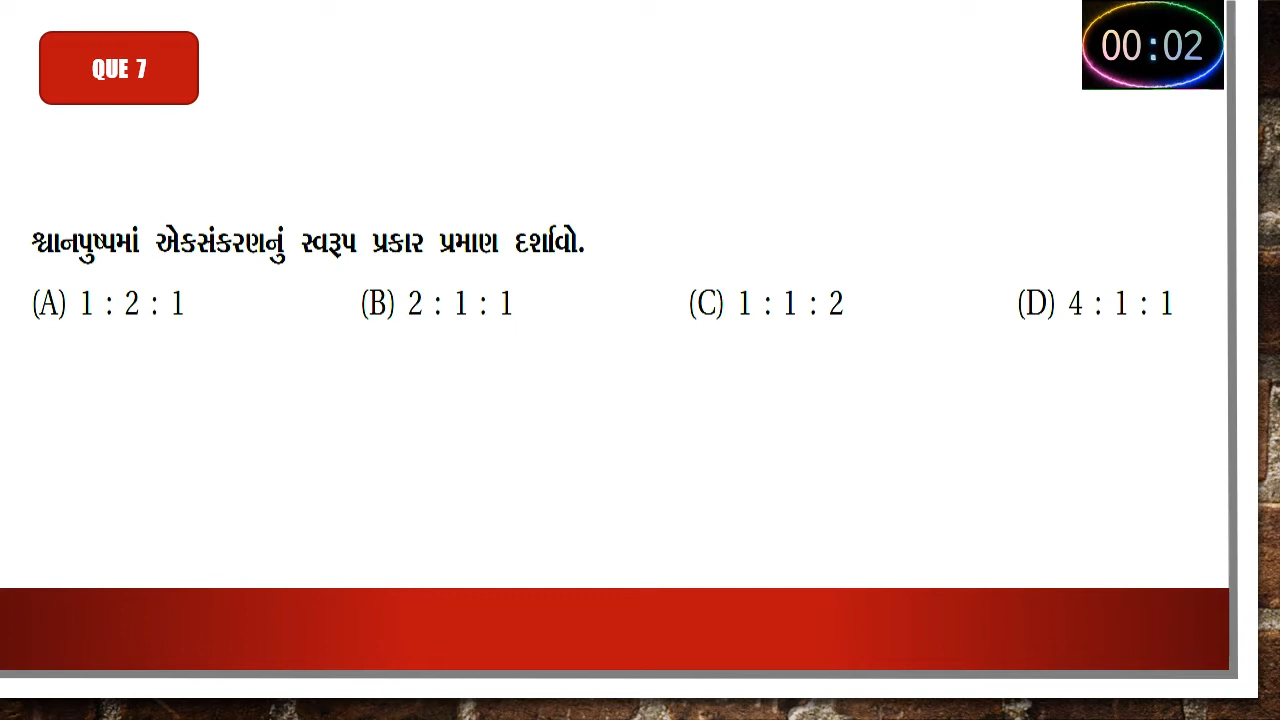 QUE 7
00:02
શ્વાનપુષ્પમાં એકસંકરણનું સ્વરૂપ પ્રકાર પ્રમાણ દર્શાવો.
(A) 1 : 2 : 1 (B) 2 : 1 : 1 (C) 1 : 1 : 2 (D) 4 : 1 : 1